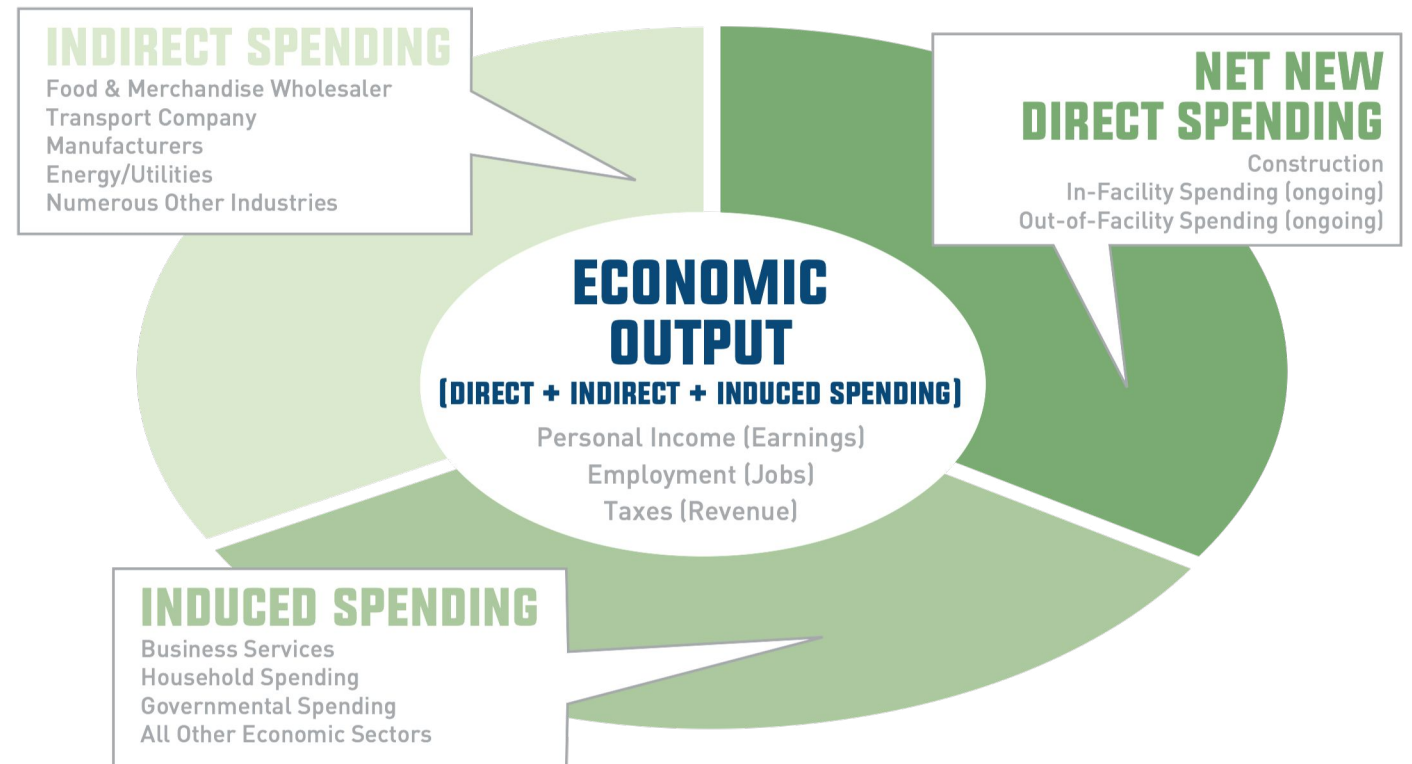 INDIRECT SPENDING
Food & Merchandise Wholesaler
Transport Company
Manufacturers
Energy/Utilities
Numerous Other Industries
NET NEW
DIRECT SPENDING
Construction
In-Facility Spending (ongoing)
Out-of-Facility Spending (ongoing)
ECONOMIC
OUTPUT
(DIRECT + INDIRECT + INDUCED SPENDING)
Personal Income (Earnings)
Employment (Jobs)
Taxes (Revenue)
INDUCED SPENDING
Business Services
Household Spending
Governmental Spending
All Other Economic Sectors